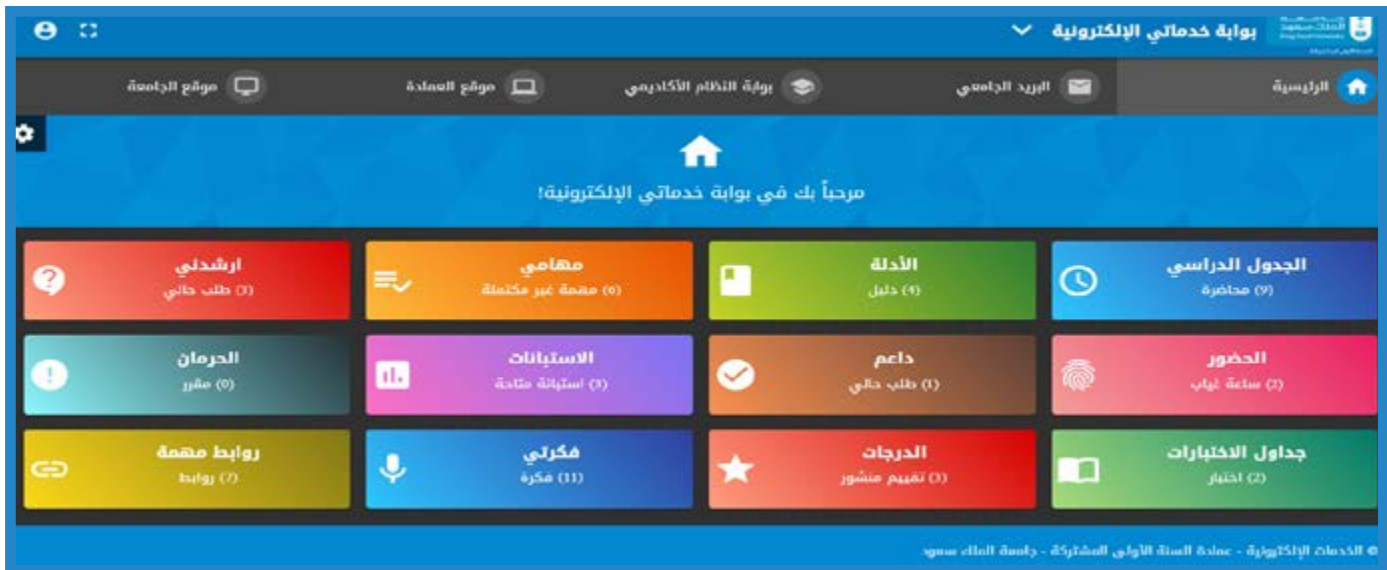 بوابة خدماتي الإلكترونية
الرئيسية
البريد الجامعي
بوابة النظام الأكاديمي
موقع العمادة
موقع الجامعة
مرحباً بك في بوابة خدماتي الإلكترونية!
الجدول الدراسي
(9) محاضرة
الأدلة
(4) دليل
مهامي
(6) مهمة غير مكتملة
ارشدني
(3) طلب حالي
الحضور
(2) ساعة غياب
داعم
(1) طلب حالي
الاستبانات
(3) استبانة متاحة
الحرمان
(0) مقرر
جداول الاختبارات
(2) اختبار
الدرجات
(3) تقييم منشور
فكرتي
(11) فكرة
روابط مهمة
(7) روابط
© الخدمات الإلكترونية - عمادة السنة الأولى المشتركة - جامعة الملك سعود